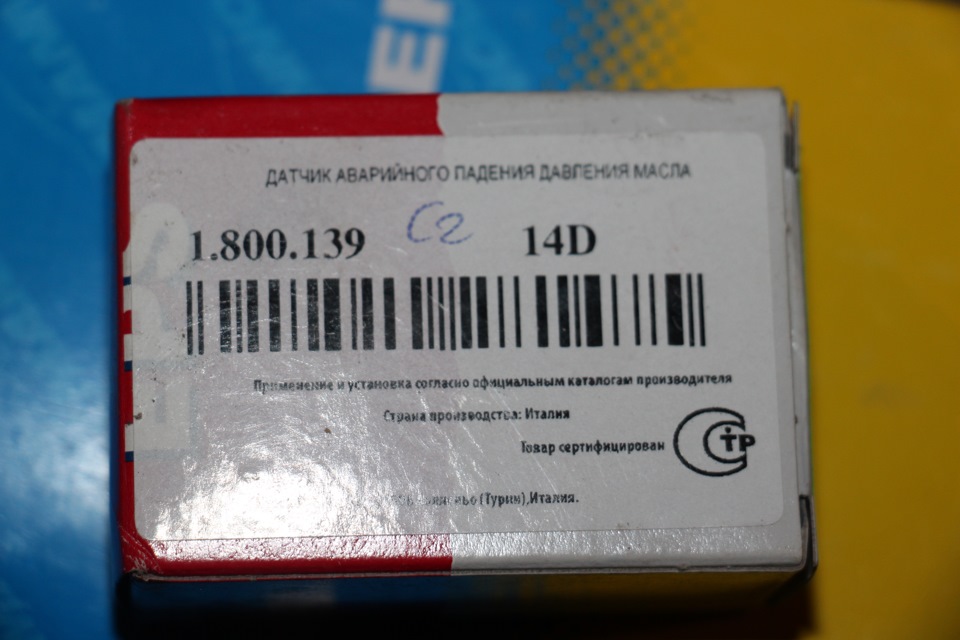 ДАТЧИК АВАРИЙНОГО ПАДЕНИЯ ДАВЛЕНИЯ МАСЛА
1.800.139 C2 14D
Применение и установка согласно официальным каталогам производителя
Страна производства: Италия
Товар сертифицирован
(Турин),Италия.